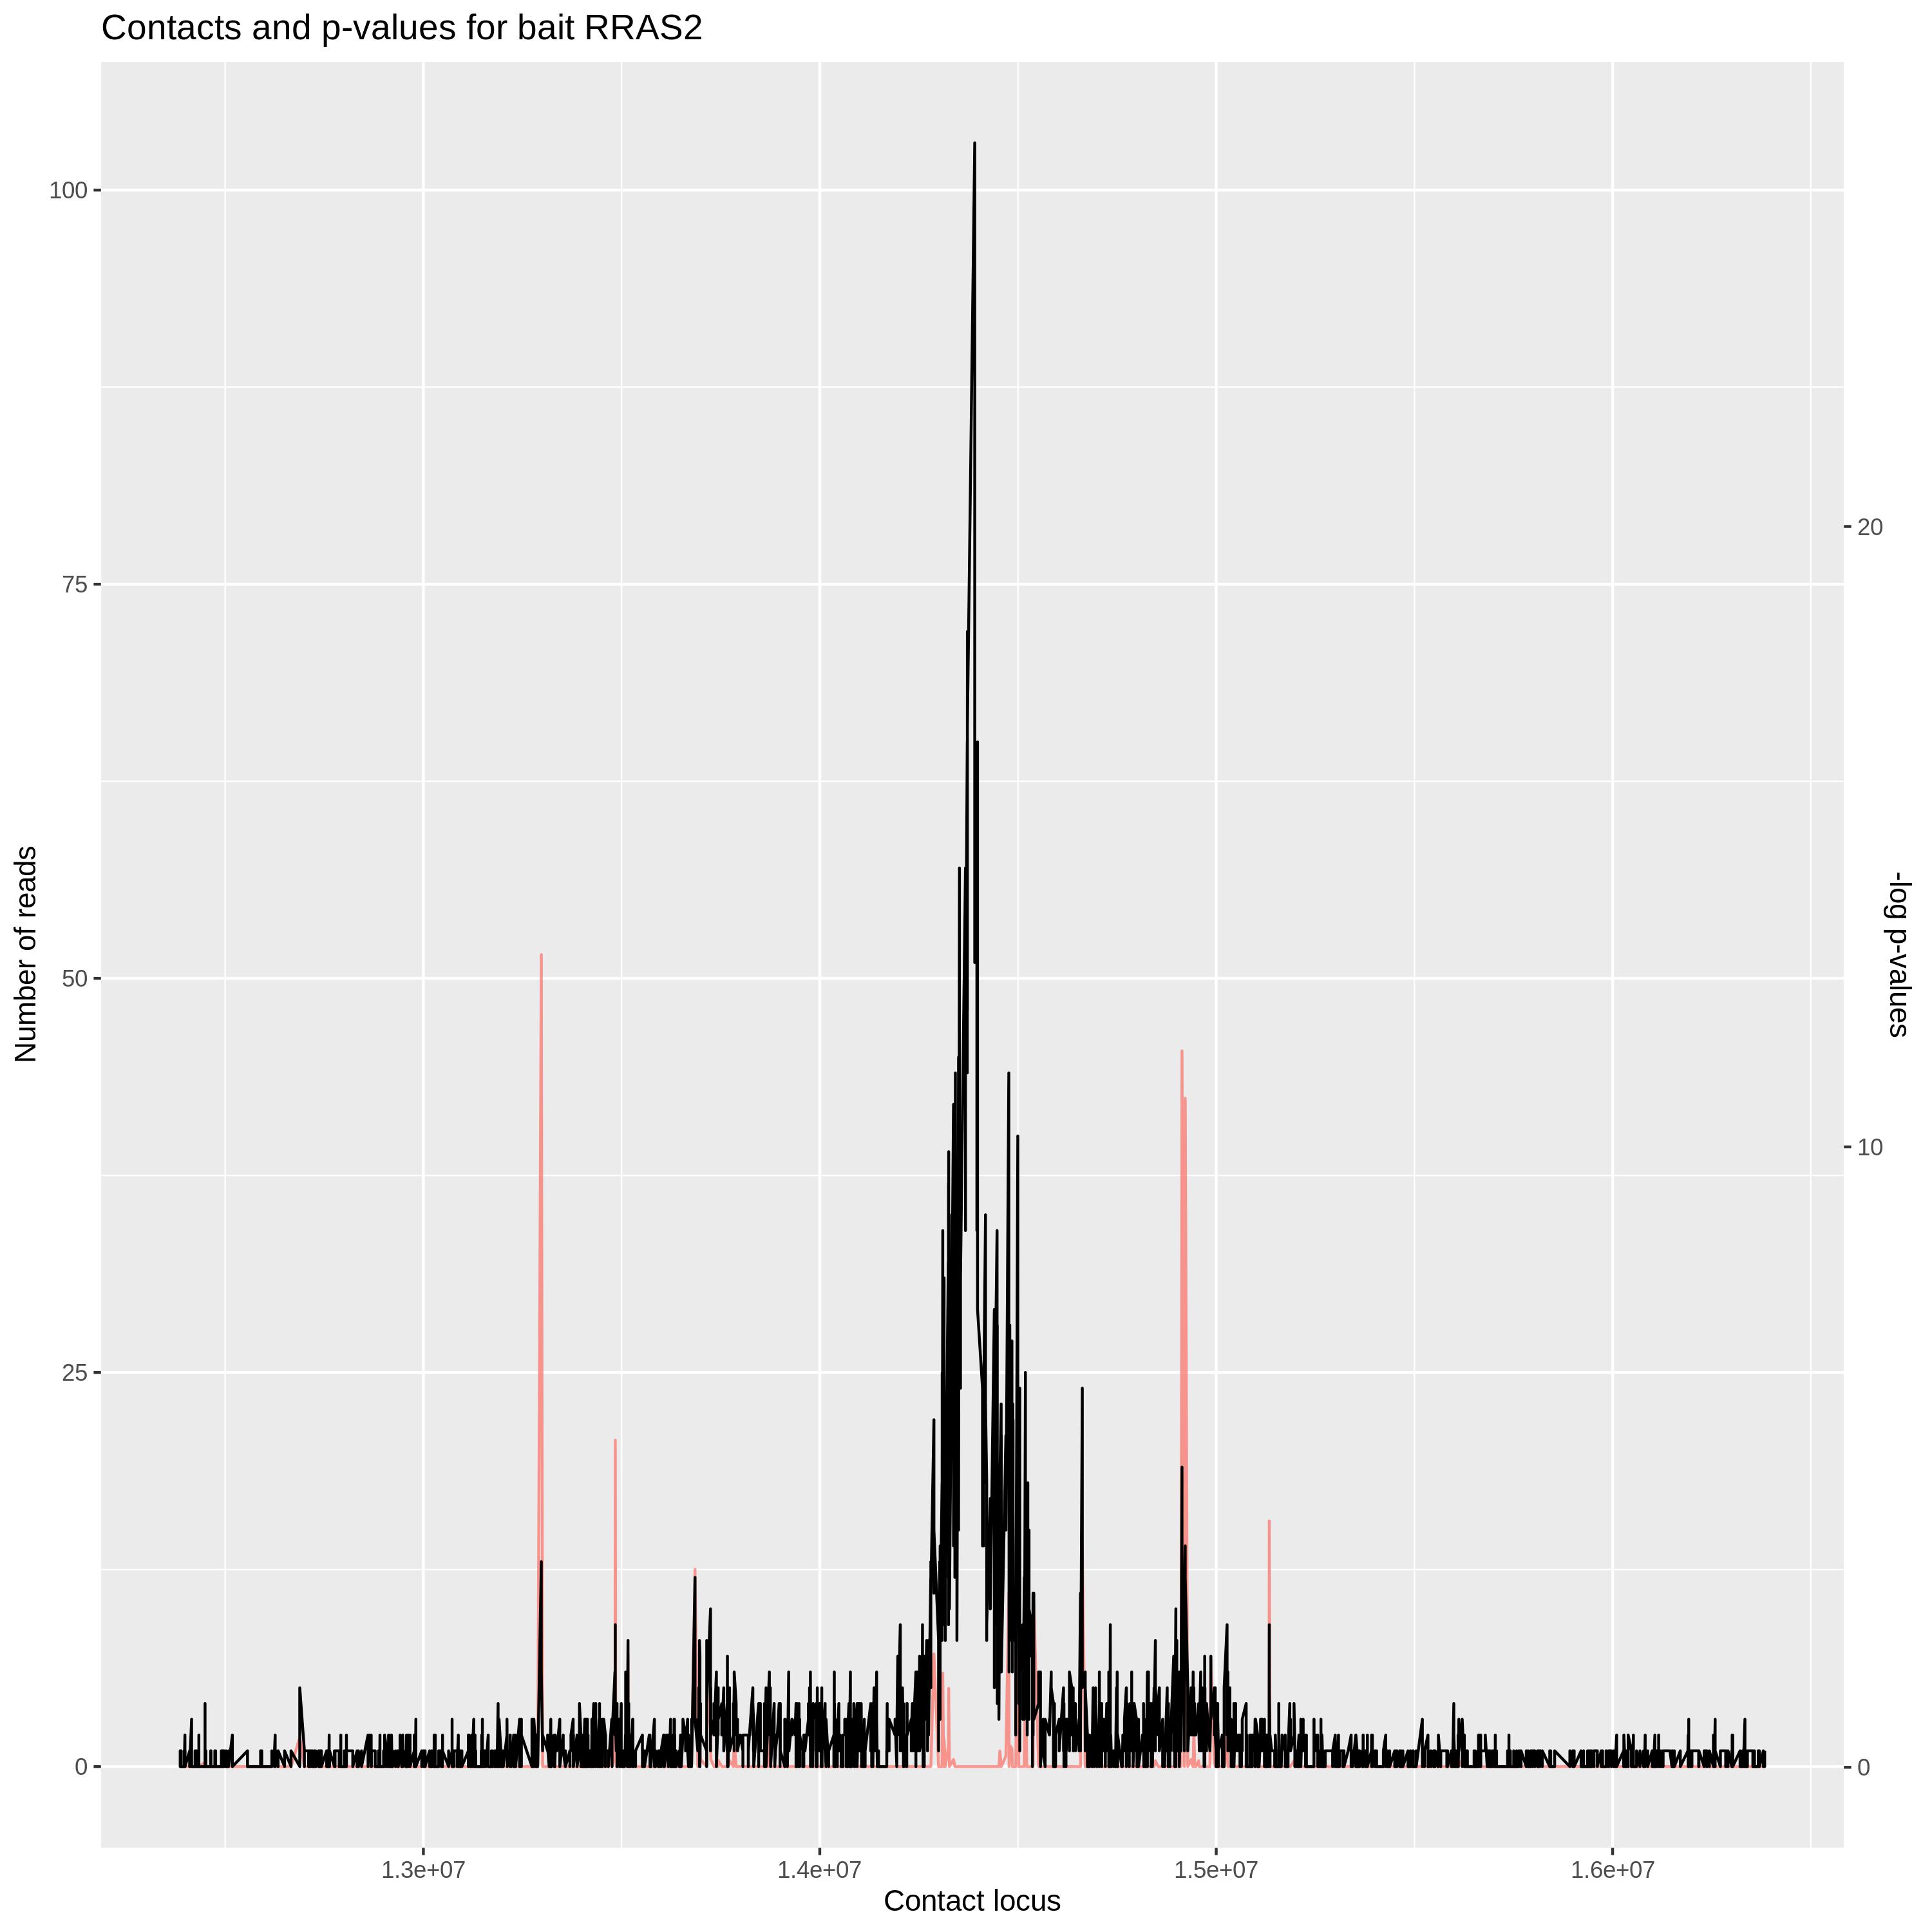 Contacts and p-values for bait RRAS2
100
75
50
25
0
Number of reads
20
10
0
-log p-values
1.3e+07
1.4e+07
1.5e+07
1.6e+07
Contact locus